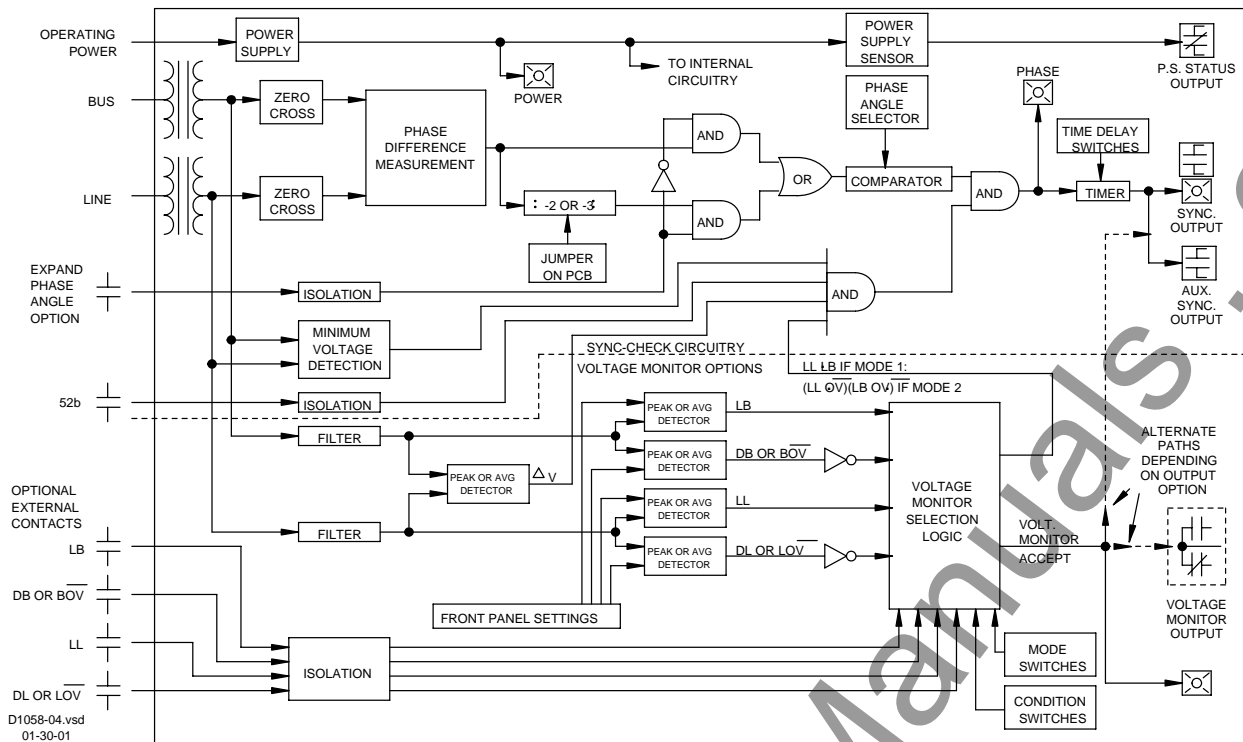 OPERATING
POWER
POWER
SUPPLY
TO INTERNAL
CIRCUITRY
POWER
POWER
SUPPLY
SENSOR
P.S. STATUS
OUTPUT
BUS
ZERO
CROSS
PHASE
DIFFERENCE
MEASUREMENT
PHASE
ANGLE
SELECTOR
PHASE
TIME DELAY
SWITCHES
AND
OR
COMPARATOR
AND
TIMER
SYNC.
OUTPUT
LINE
ZERO
CROSS
: -2 OR -3:
AND
JUMPER
ON PCB
AUX.
SYNC.
OUTPUT
EXPAND
PHASE
ANGLE
OPTION
ISOLATION
AND
MINIMUM
VOLTAGE
DETECTION
SYNC-CHECK CIRCUITRY
VOLTAGE MONITOR OPTIONS
LL LB IF MODE 1:
(LL OV)(LB OV) IF MODE 2
52b
ISOLATION
FILTER
PEAK OR AVG
DETECTOR
LB
PEAK OR AVG
DETECTOR
DB OR BOV
PEAK OR AVG
DETECTOR
△ V
PEAK OR AVG
DETECTOR
LL
FILTER
PEAK OR AVG
DETECTOR
DL OR LOV
VOLTAGE
MONITOR
SELECTION
LOGIC
VOLT.
MONITOR
ACCEPT
ALTERNATE
PATHS
DEPENDING
ON OUTPUT
OPTION
VOLTAGE
MONITOR
OUTPUT
OPTIONAL
EXTERNAL
CONTACTS
LB
DB OR BOV
LL
DL OR LOV
FRONT PANEL SETTINGS
ISOLATION
MODE
SWITCHES
CONDITION
SWITCHES
D1058-04.vsd
01-30-01
Manuals